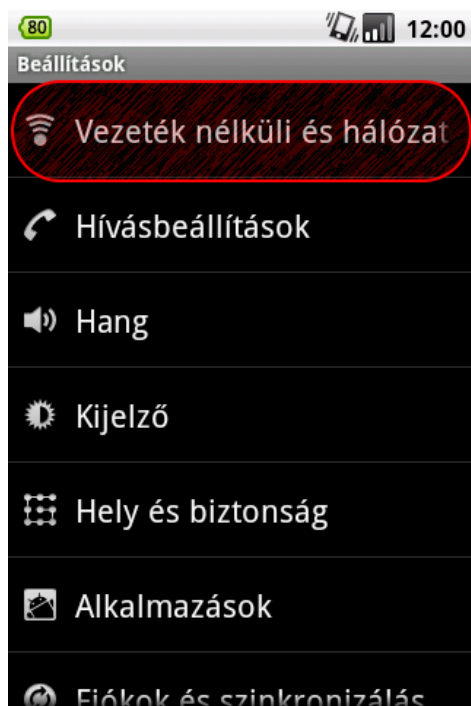 80 12:00
Beállítások
Vezeték nélküli és hálózat
Hívásbeállítások
Hang
Kijelző
Hely és biztonság
Alkalmazások
Fiókok és szinkronizálás